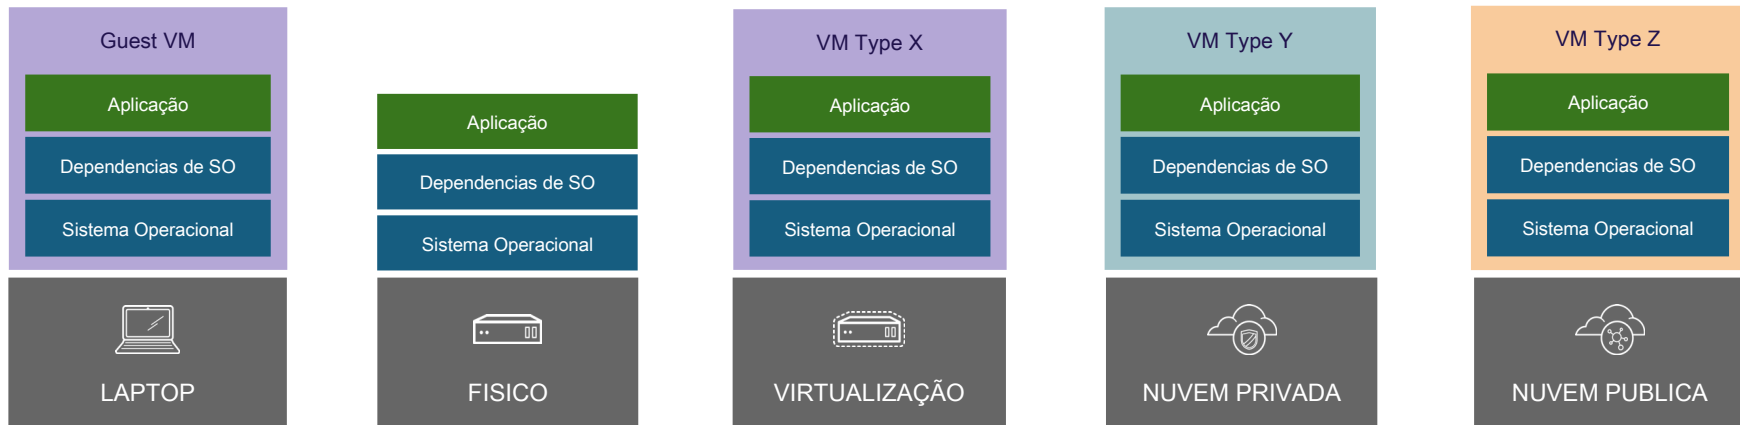 Guest VM
Aplicação
Dependencias de SO
Sistema Operacional
LAPTOP
Aplicação
Dependencias de SO
Sistema Operacional
FISICO
VM Type X
Aplicação
Dependencias de SO
Sistema Operacional
VIRTUALIZAÇÃO
VM Type Y
Aplicação
Dependencias de SO
Sistema Operacional
NUVEM PRIVADA
VM Type Z
Aplicação
Dependencias de SO
Sistema Operacional
NUVEM PUBLICA